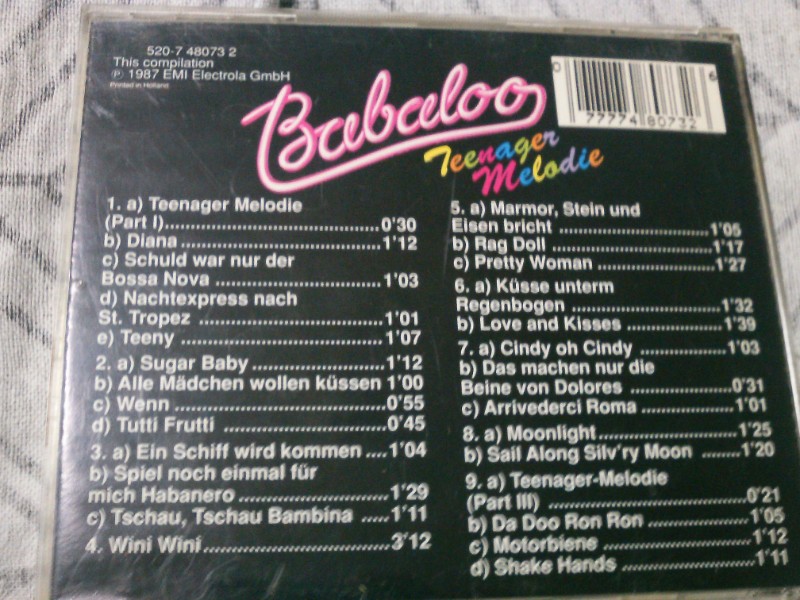 520-7 48073 2
This compilation
℗ 1987 EMI Electrola GmbH
Printed in Holland
Babaloo
Teenager
Melodie
0 77774 80732 6
1. a) Teenager Melodie
(Part I)..............................0'30
b) Diana ..............................1'12
c) Schuld war nur der
Bossa Nova ..............................1'03
d) Nachtexpress nach
St. Tropez ..............................1'01
e) Teeny ..............................1'07
2. a) Sugar Baby ....................1'12
b) Alle Mädchen wollen küssen 1'00
c) Wenn ..............................0'55
d) Tutti Frutti ....................0'45
3. a) Ein Schiff wird kommen ....1'04
b) Spiel noch einmal für
mich Habanero ....................1'29
c) Tschau, Tschau Bambina .....1'11
4. Wini Wini..............................3'12
5. a) Marmor, Stein und
Eisen bricht ....................1'05
b) Rag Doll ....................1'17
c) Pretty Woman ....................1'27
6. a) Küsse unterm
Regenbogen ....................1'32
b) Love and Kisses ...............1'39
7. a) Cindy oh Cindy ...............1'03
b) Das machen nur die
Beine von Dolores ...............0'31
c) Arrivederci Roma ...............1'01
8. a) Moonlight....................1'25
b) Sail Along Silv'ry Moon .......1'20
9. a) Teenager-Melodie
(Part III) ..............................0'21
b) Da Doo Ron Ron ...............1'05
c) Motorbiene ....................1'12
d) Shake Hands ....................1'11